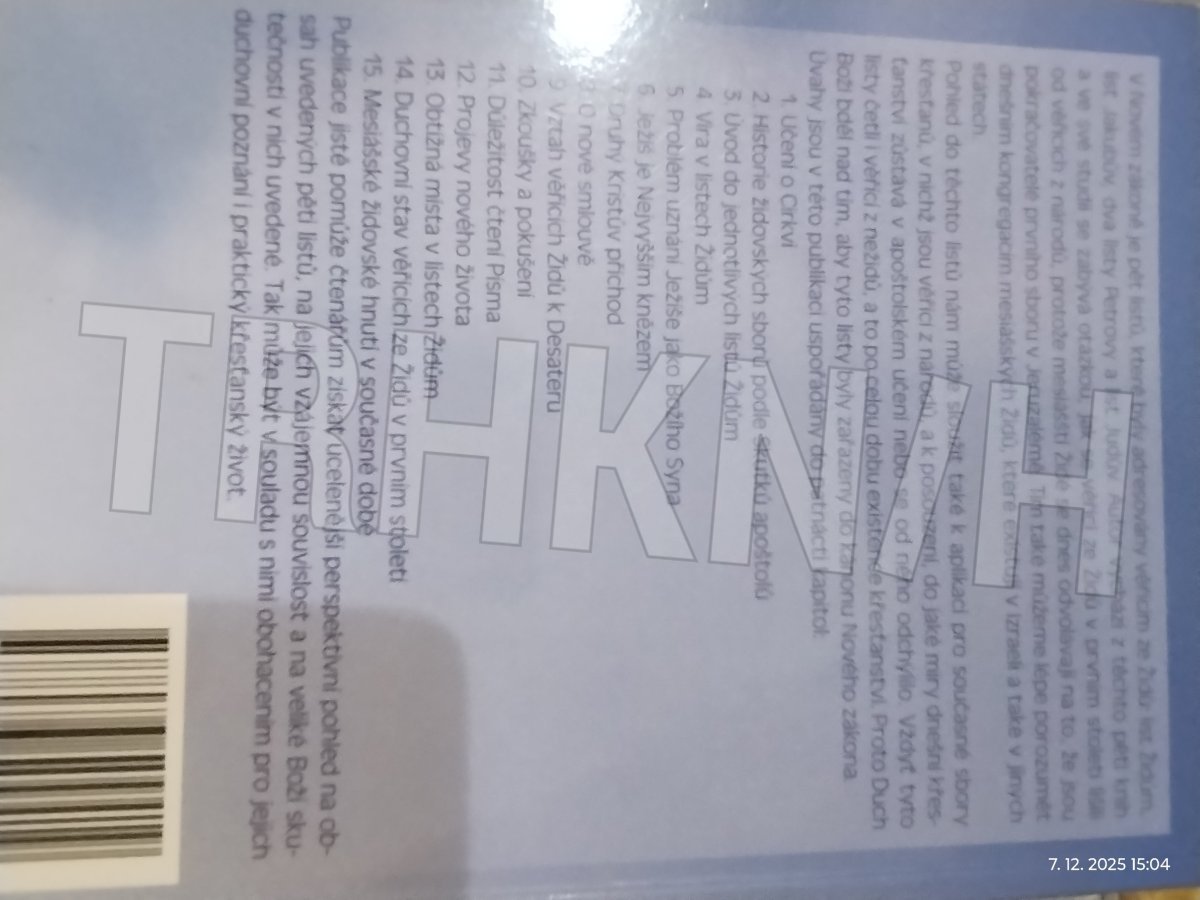 V Novém zákoně je pět listů, které byly adresovány věřícím ze Židů: list Židům,
list Jakubův, dva listy Petrovy a list Judův. Autor vychází z těchto pěti knih
a ve své studii se zabývá otázkou, jak se věřící ze Židů v prvním století lišili
od věřících z národů, protože mesiášští Židé se dnes odvolávají na to, že jsou
pokračovatelé prvního sboru v Jeruzalémě. Tím také můžeme lépe porozumět
dnešním kongregacím mesiášských Židů, které existují v Izraeli a také v jiných
státech.
Pohled do těchto listů nám může sloužit také k aplikaci pro současné sbory
křesťanů, v nichž jsou věřící z národů, a k posouzení, do jaké míry dnešní křes-
ťanství zůstává v apoštolském učení nebo se od něho odchýlilo. Vždyť tyto
listy četli i věřící z nežidů, a to po celou dobu existence křesťanství. Proto Duch
Boží bděl nad tím, aby tyto listy byly zařazeny do kánonu Nového zákona.
Úvahy jsou v této publikaci uspořádány do patnácti kapitol:
1. Učení o Církvi
2. Historie židovských sborů podle skutků apoštolů
3. Úvod do jednotlivých listů Židům
4. Víra v listech Židům
5. Problém uznání Ježíše jako Božího Syna
6. Ježíš je Nejvyšším knězem
7. Druhý Kristův příchod
8. O nové smlouvě
9. Vztah věřících Židů k Desateru
10. Zkoušky a pokušení
11. Důležitost čtení Písma
12. Projevy nového života
13. Obtížná místa v listech Židům
14. Duchovní stav věřících ze Židů v prvním století
15. Mesiášské židovské hnutí v současné době
Publikace jistě pomůže čtenářům získat ucelenější perspektivní pohled na ob-
sah uvedených pěti listů, na jejich vzájemnou souvislost a na veliké Boží sku-
tečnosti v nich uvedené. Tak může být v souladu s nimi obohacením pro jejich
duchovní poznání i praktický křesťanský život.
7. 12. 2025 15:04